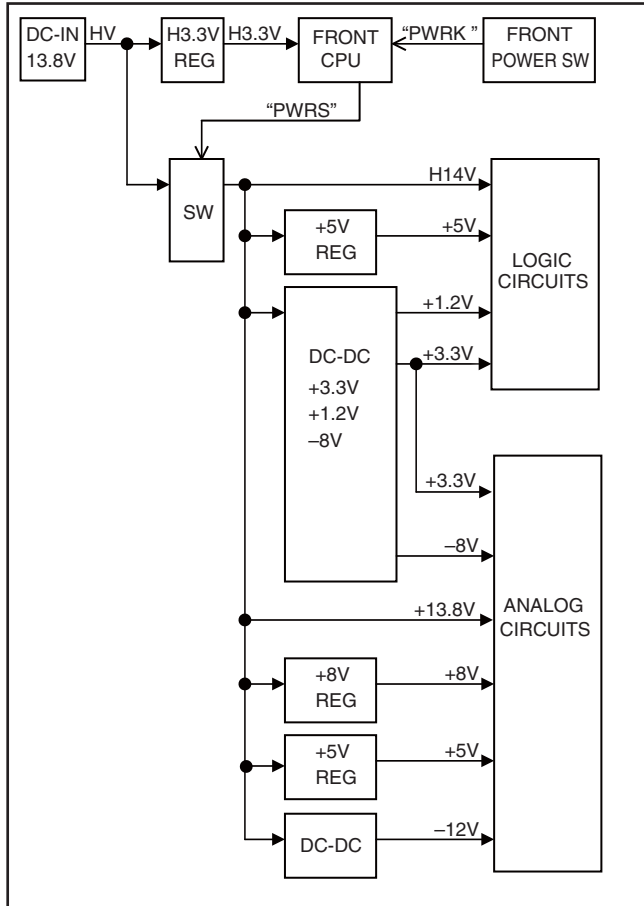 DC-IN
13.8V
HV
H3.3V
REG
H3.3V
FRONT
CPU
“PWRK ”
FRONT
POWER SW
“PWRS”
SW
H14V
+5V
REG
+5V
LOGIC
CIRCUITS
+1.2V
DC-DC
+3.3V
+1.2V
–8V
+3.3V
+3.3V
–8V
+13.8V
ANALOG
CIRCUITS
+8V
REG
+8V
+5V
REG
+5V
DC-DC
–12V